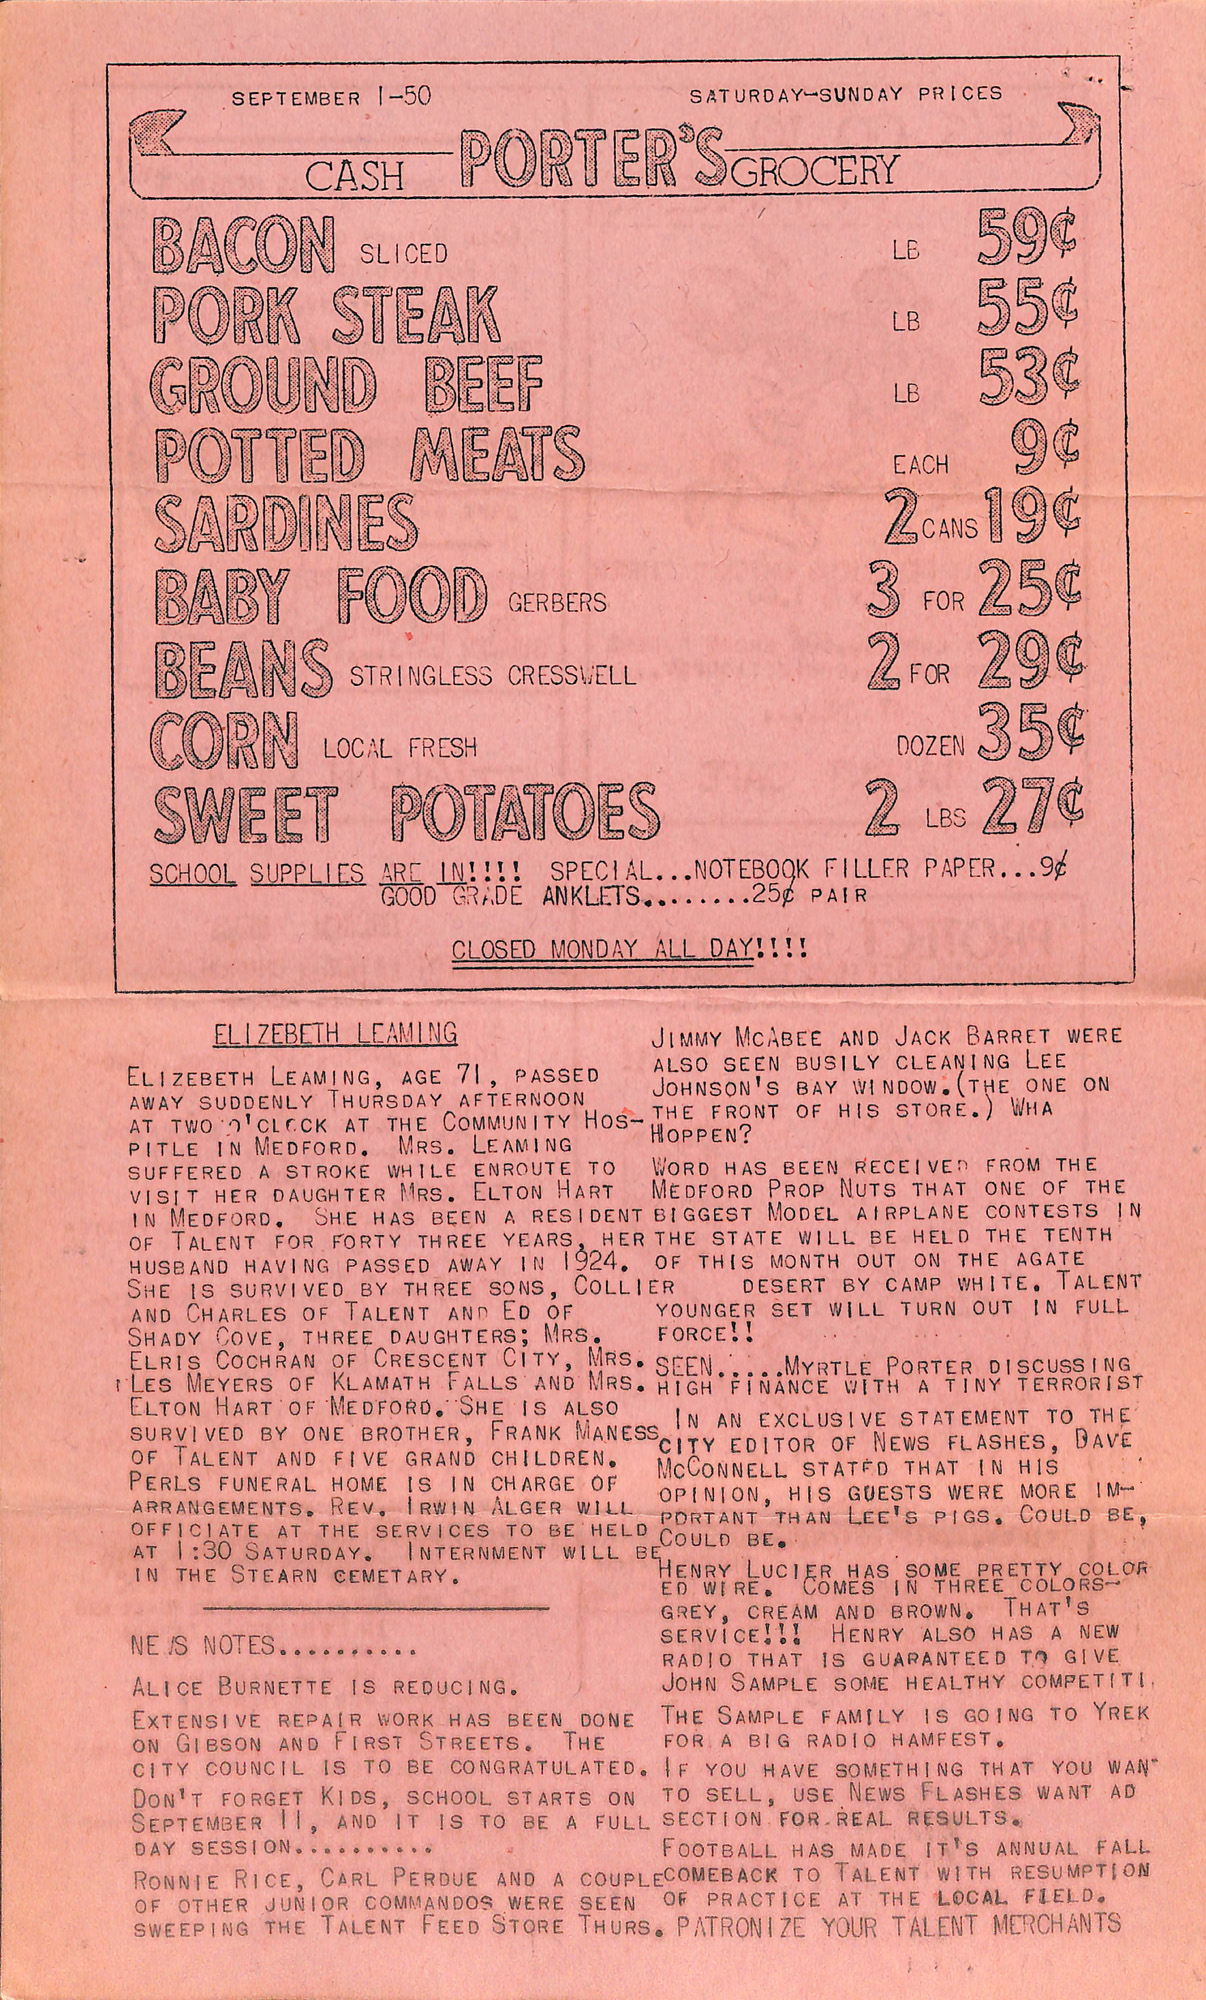 SEPTEMBER 1-50 SATURDAY-SUNDAY PRICES
CASH PORTER'S GROCERY
BACON SLICED LB 59¢
PORK STEAK LB 55¢
GROUND BEEF LB 53¢
POTTED MEATS EACH 9¢
SARDINES 2 CANS 19¢
BABY FOOD GERBERS 3 FOR 25¢
BEANS STRINGLESS CRESSWELL 2 FOR 29¢
CORN LOCAL FRESH DOZEN 35¢
SWEET POTATOES 2 LBS 27¢
SCHOOL SUPPLIES ARE IN!!!! SPECIAL...NOTEBOOK FILLER PAPER...9¢
GOOD GRADE ANKLETS.........25¢ PAIR
CLOSED MONDAY ALL DAY!!!!
ELIZEBETH LEAMING
ELIZEBETH LEAMING, AGE 71, PASSED
AWAY SUDDENLY THURSDAY AFTERNOON
AT TWO O'CLOCK AT THE COMMUNITY HOS-
PITLE IN MEDFORD. MRS. LEAMING
SUFFERED A STROKE WHILE ENROUTE TO
VISIT HER DAUGHTER MRS. ELTON HART
IN MEDFORD. SHE HAS BEEN A RESIDENT
OF TALENT FOR FORTY THREE YEARS, HER
HUSBAND HAVING PASSED AWAY IN 1924.
SHE IS SURVIVED BY THREE SONS, COLLIER
AND CHARLES OF TALENT AND ED OF
SHADY COVE, THREE DAUGHTERS; MRS.
ELRIS COCHRAN OF CRESCENT CITY, MRS.
LES MEYERS OF KLAMATH FALLS AND MRS.
ELTON HART OF MEDFORD. SHE IS ALSO
SURVIVED BY ONE BROTHER, FRANK MANESS
OF TALENT AND FIVE GRAND CHILDREN.
PERLS FUNERAL HOME IS IN CHARGE OF
ARRANGEMENTS. REV. IRWIN ALGER WILL
OFFICIATE AT THE SERVICES TO BE HELD
AT 1:30 SATURDAY. INTERNMENT WILL BE
IN THE STEARN CEMETARY.
NEWS NOTES..........
ALICE BURNETTE IS REDUCING.
EXTENSIVE REPAIR WORK HAS BEEN DONE
ON GIBSON AND FIRST STREETS. THE
CITY COUNCIL IS TO BE CONGRATULATED.
DON'T FORGET KIDS, SCHOOL STARTS ON
SEPTEMBER 11, AND IT IS TO BE A FULL
DAY SESSION..........
RONNIE RICE, CARL PERDUE AND A COUPLE
OF OTHER JUNIOR COMMANDOS WERE SEEN
SWEEPING THE TALENT FEED STORE THURS.
JIMMY MCABEE AND JACK BARRET WERE
ALSO SEEN BUSILY CLEANING LEE
JOHNSON'S BAY WINDOW.(THE ONE ON
THE FRONT OF HIS STORE.) WHA
HOPPEN?
WORD HAS BEEN RECEIVED FROM THE
MEDFORD PROP NUTS THAT ONE OF THE
BIGGEST MODEL AIRPLANE CONTESTS IN
THE STATE WILL BE HELD THE TENTH
OF THIS MONTH OUT ON THE AGATE
DESERT BY CAMP WHITE. TALENT
YOUNGER SET WILL TURN OUT IN FULL
FORCE!!
SEEN.....MYRTLE PORTER DISCUSSING
HIGH FINANCE WITH A TINY TERRORIST
IN AN EXCLUSIVE STATEMENT TO THE
CITY EDITOR OF NEWS FLASHES, DAVE
MCCONNELL STATED THAT IN HIS
OPINION, HIS GUESTS WERE MORE IM-
PORTANT THAN LEE'S PIGS. COULD BE,
COULD BE.
HENRY LUCIER HAS SOME PRETTY COLOR
ED WIRE. COMES IN THREE COLORS-
GREY, CREAM AND BROWN. THAT'S
SERVICE!!! HENRY ALSO HAS A NEW
RADIO THAT IS GUARANTEED TO GIVE
JOHN SAMPLE SOME HEALTHY COMPETITI
THE SAMPLE FAMILY IS GOING TO YREK
FOR A BIG RADIO HAMFEST.
IF YOU HAVE SOMETHING THAT YOU WAN
TO SELL, USE NEWS FLASHES WANT AD
SECTION FOR REAL RESULTS.
FOOTBALL HAS MADE IT'S ANNUAL FALL
COMEBACK TO TALENT WITH RESUMPTION
OF PRACTICE AT THE LOCAL FIELD.
PATRONIZE YOUR TALENT MERCHANTS